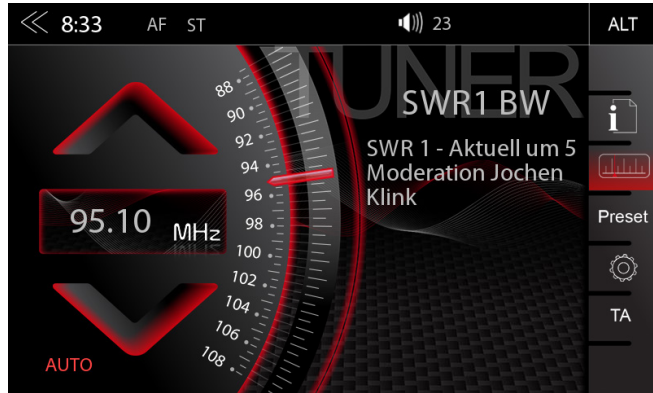 8:33 AF ST 23 ALT
TUNER
SWR1 BW
SWR 1 - Aktuell um 5
Moderation Jochen
Klink
88
90
92
94
96
98
100
102
104
106
108
95.10 MHz
AUTO
i
Preset
TA